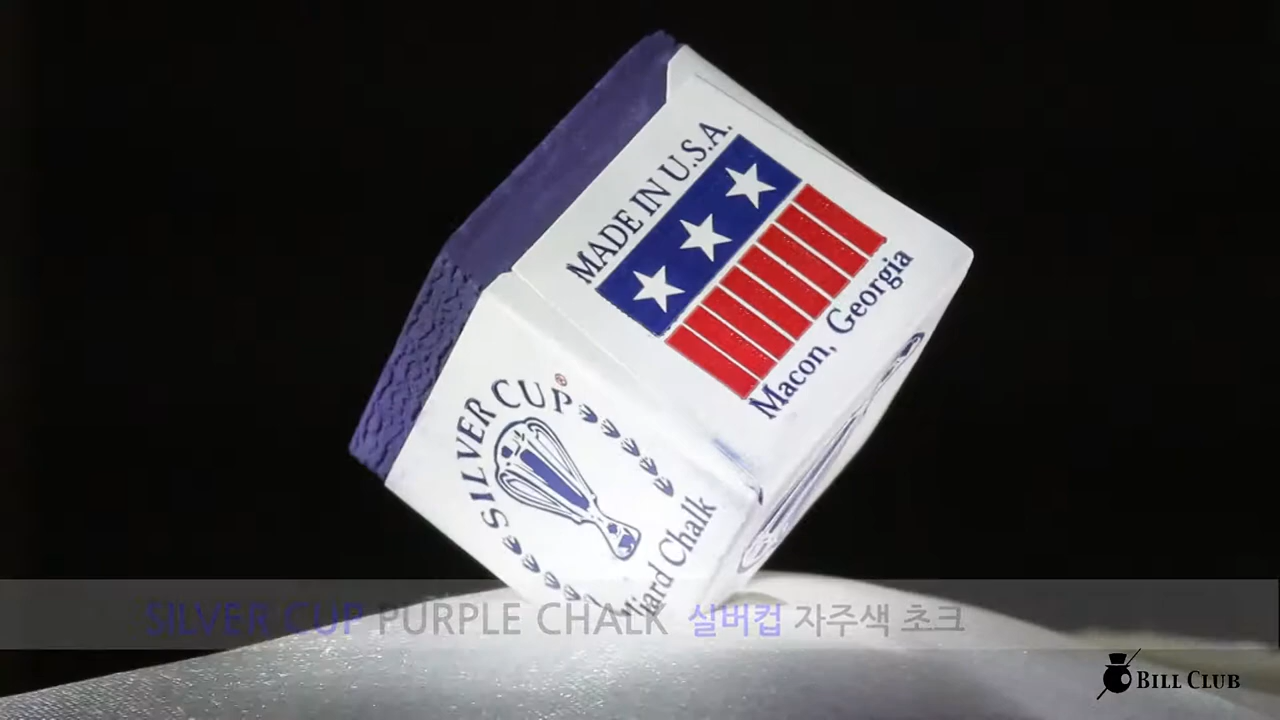 MADE IN U.S.A.
Macon, Georgia
SILVER CUP®
Chalk
SILVER CUP PURPLE CHALK 실버컵 자주색 초크
BILL CLUB